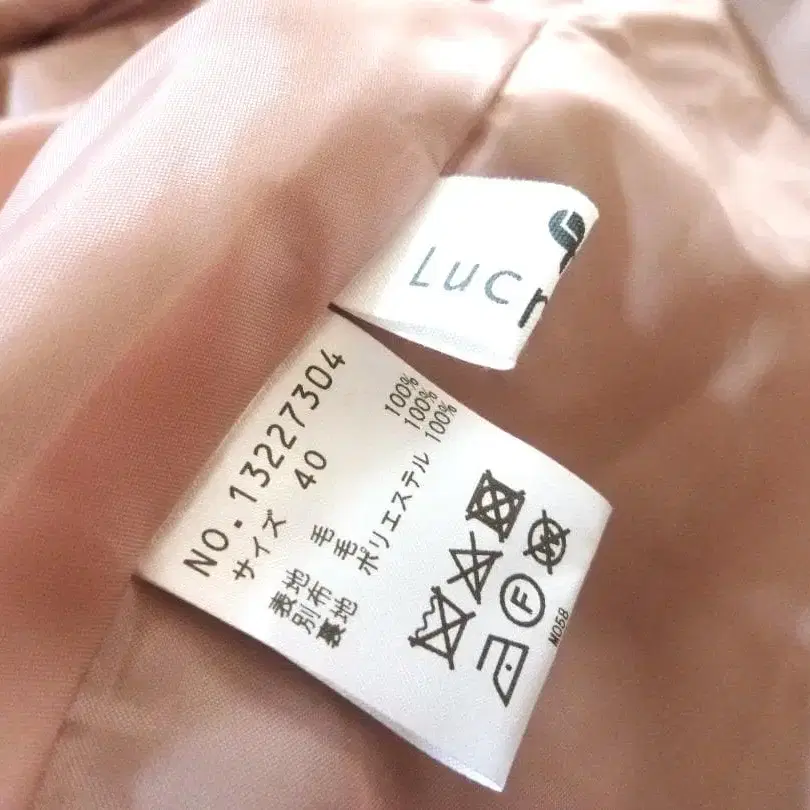 Lucr
NO.13227304
サイズ 40
表地 毛 100%
別布 毛 100%
裏地 ポリエステル 100%
F
M058